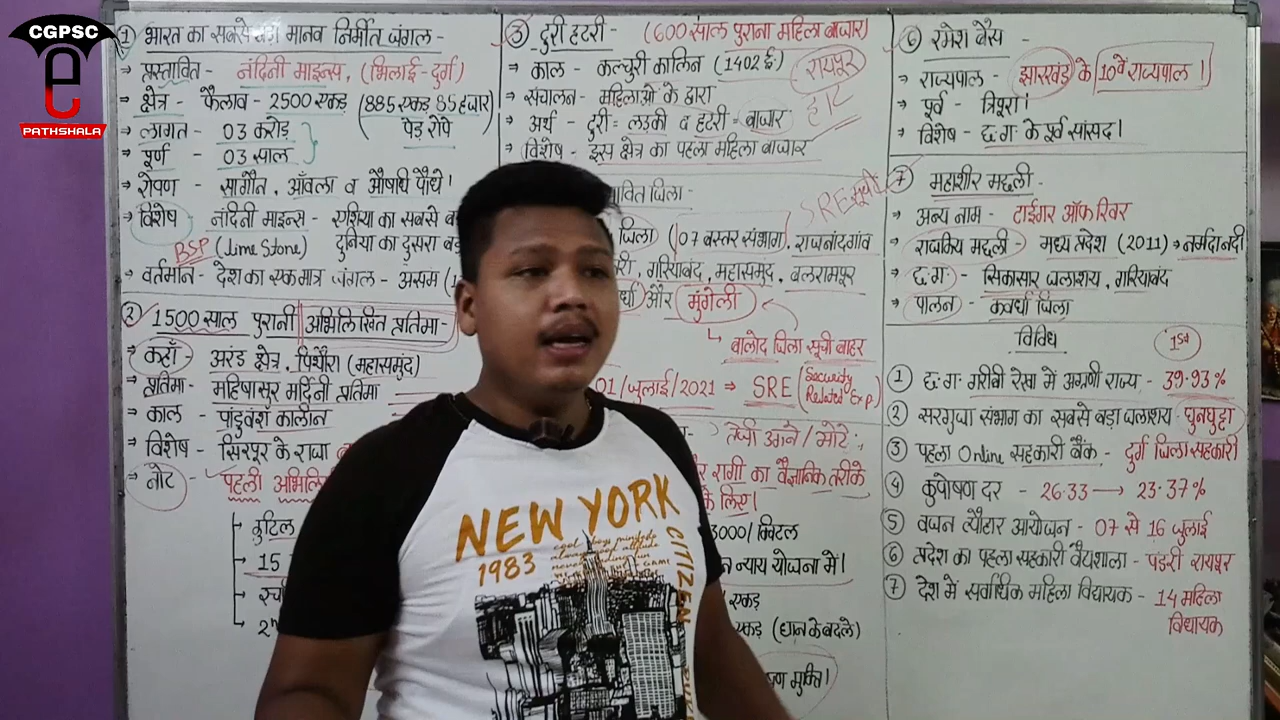 CGPSC
e
PATHSHALA
① भारत का सबसे बड़ा मानव निर्मित जंगल -
→ प्रस्तावित - नंदिनी माइन्स, (भिलाई-दुर्ग)
→ क्षेत्र - फैलाव - 2500 एकड़ (885 एकड़ 85 हजार)
→ लागत - 03 करोड़ पेड़ रोपे
→ पूर्ण - 03 साल
→ रोपण - सागौन, आँवला व औषधि पौधे।
→ विशेष - नंदिनी माइन्स - एशिया का सबसे
BSP (Lime Stone) दुनिया का दुसरा
→ वर्तमान - देश का एकमात्र जंगल - असम
② 1500 साल पुरानी अभिलिखित प्रतिमा -
→ कहाँ - अरंड क्षेत्र, पिथौरा (महासमुंद)
→ प्रतिमा - महिषासुर मर्दिनी प्रतिमा
→ काल - पांडुवंश कालीन
→ विशेष - सिरपुर के राजा
→ नोट - पहली
कुटिल
15
③ दुरी हटरी - (600 साल पुराना महिला बाजार)
→ काल - कल्चुरी कालिन (1402 ई॰) रायपुर
→ संचालन - महिलाओ के द्वारा
→ अर्थ - दुरी = लड़की व हटरी = बाजार हाट
→ विशेष - इस क्षेत्र का पहला महिला बाजार
जिला - SRE सूची
जिला (07 बस्तर संभाग), राजनांदगांव
गरियाबंद, महासमुंद, बलरामपुर
और मुंगेली
बालोद जिला सूची बाहर
01/जुलाई/2021 → SRE (Security Related Exp.)
रागी का वैज्ञानिक तरीके
के लिए।
3000/ क्विंटल
न्याय योजना में।
एकड़
एकड़ (धान के बदले)
मुक्ति।
⑥ रमेश बैस -
→ राज्यपाल - झारखंड के 10वे राज्यपाल।
→ पूर्व - त्रिपुरा।
→ विशेष - छ.ग. के पूर्व सांसद।
⑦ महाशीर मछली -
→ अन्य नाम - टाईगर ऑफ रिवर
→ राजकिय मछली - मध्य प्रदेश (2011) → नर्मदा नदी
→ छ.ग. - सिकासार जलाशय, गरियाबंद
→ पालन - कवर्धा जिला
विविध 1st
① छ.ग. गरीबी रेखा में अग्रणी राज्य - 39.93%
② सरगुजा संभाग का सबसे बड़ा जलाशय - घुनघुट्टा
③ पहला Online सहकारी बैंक - दुर्ग जिला सहकारी
④ कुपोषण दर - 26.33 → 23.37%
⑤ वजन त्यौहार आयोजन - 07 से 16 जुलाई
⑥ प्रदेश का पहला सहकारी वैद्यशाला - पंडरी रायपुर
⑦ देश में सर्वाधिक महिला विधायक - 14 महिला
विधायक
NEW YORK
1983
CITIZEN